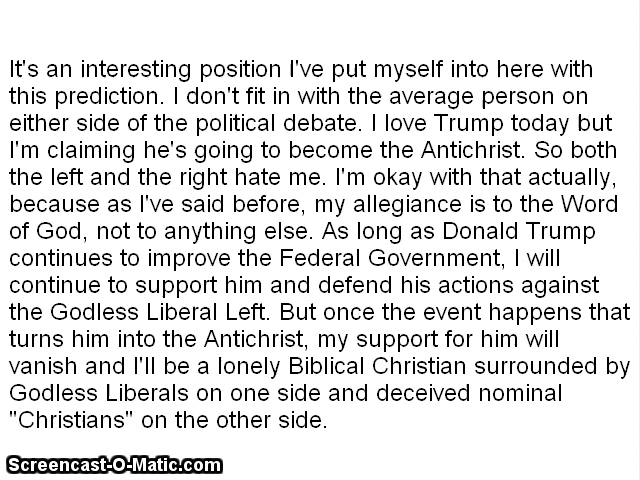 It's an interesting position I've put myself into here with
this prediction. I don't fit in with the average person on
either side of the political debate. I love Trump today but
I'm claiming he's going to become the Antichrist. So both
the left and the right hate me. I'm okay with that actually,
because as I've said before, my allegiance is to the Word
of God, not to anything else. As long as Donald Trump
continues to improve the Federal Government, I will
continue to support him and defend his actions against
the Godless Liberal Left. But once the event happens that
turns him into the Antichrist, my support for him will
vanish and I'll be a lonely Biblical Christian surrounded by
Godless Liberals on one side and deceived nominal
"Christians" on the other side.
Screencast-O-Matic.com